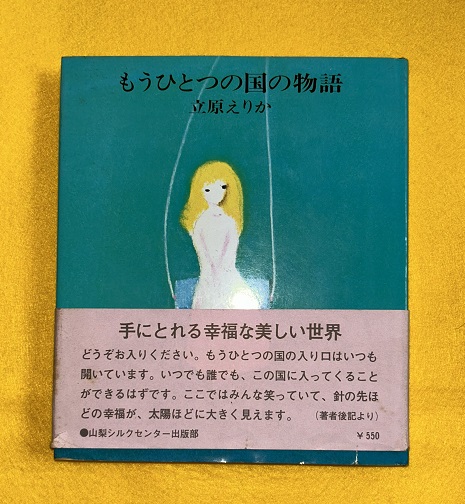 もうひとつの国の物語
立原えりか
手にとれる幸福な美しい世界
どうぞお入りください。もうひとつの国の入り口はいつも
開いています。いつでも誰でも、この国に入ってくること
ができるはずです。ここではみんな笑っていて、針の先ほ
どの幸福が、太陽ほどに大きく見えます。 （著者後記より）
●山梨シルクセンター出版部 ￥550